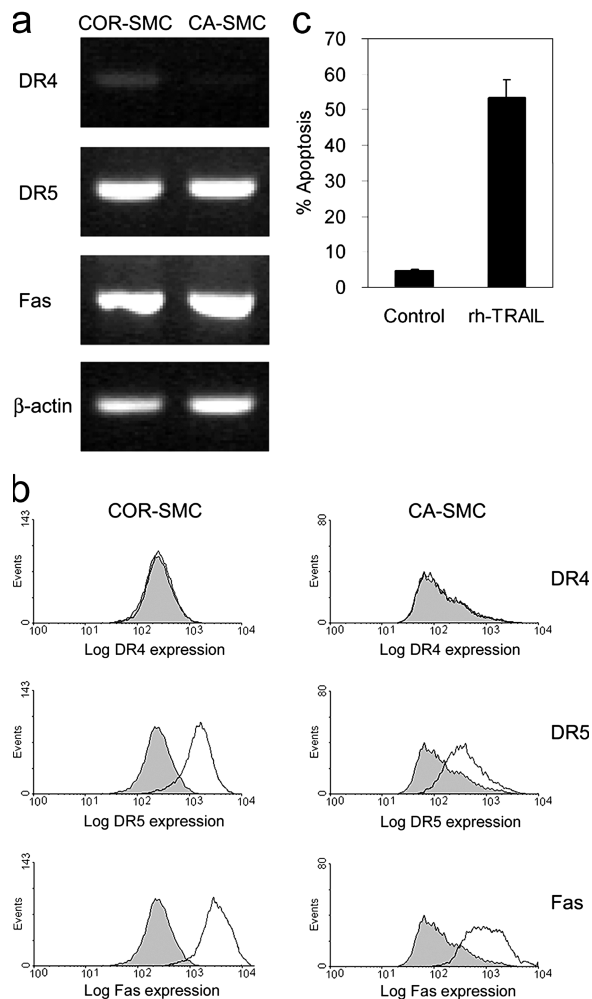 a
COR-SMC CA-SMC
DR4
DR5
Fas
β-actin
c
% Apoptosis
70
60
50
40
30
20
10
0
Control rh-TRAIL
b
COR-SMC CA-SMC
143
Events
0
10⁰ 10¹ 10² 10³ 10⁴
Log DR4 expression
80
Events
0
10⁰ 10¹ 10² 10³ 10⁴
Log DR4 expression
DR4
143
Events
0
10⁰ 10¹ 10² 10³ 10⁴
Log DR5 expression
80
Events
0
10⁰ 10¹ 10² 10³ 10⁴
Log DR5 expression
DR5
143
Events
0
10⁰ 10¹ 10² 10³ 10⁴
Log Fas expression
80
Events
0
10⁰ 10¹ 10² 10³ 10⁴
Log Fas expression
Fas